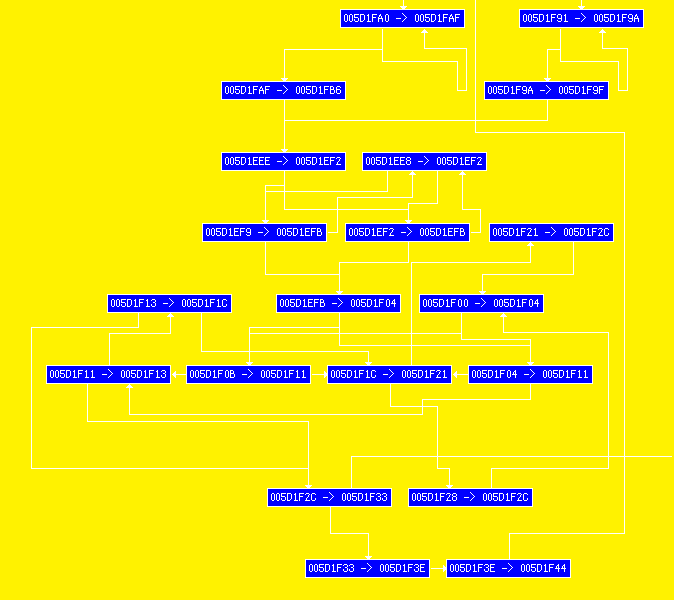 005D1FA0 -> 005D1FAF
005D1F91 -> 005D1F9A
005D1FAF -> 005D1FB6
005D1F9A -> 005D1F9F
005D1EEE -> 005D1EF2
005D1EE8 -> 005D1EF2
005D1EF9 -> 005D1EFB
005D1EF2 -> 005D1EFB
005D1F21 -> 005D1F2C
005D1F13 -> 005D1F1C
005D1EFB -> 005D1F04
005D1F00 -> 005D1F04
005D1F11 -> 005D1F13
005D1F0B -> 005D1F11
005D1F1C -> 005D1F21
005D1F04 -> 005D1F11
005D1F2C -> 005D1F33
005D1F28 -> 005D1F2C
005D1F33 -> 005D1F3E
005D1F3E -> 005D1F44